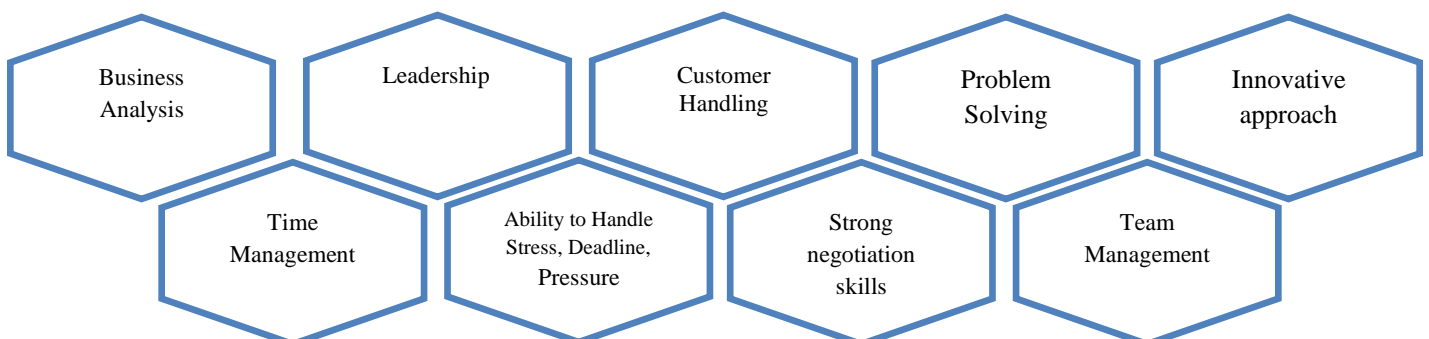 Business
Analysis
Leadership
Customer
Handling
Problem
Solving
Innovative
approach
Time
Management
Ability to Handle
Stress, Deadline,
Pressure
Strong
negotiation
skills
Team
Management